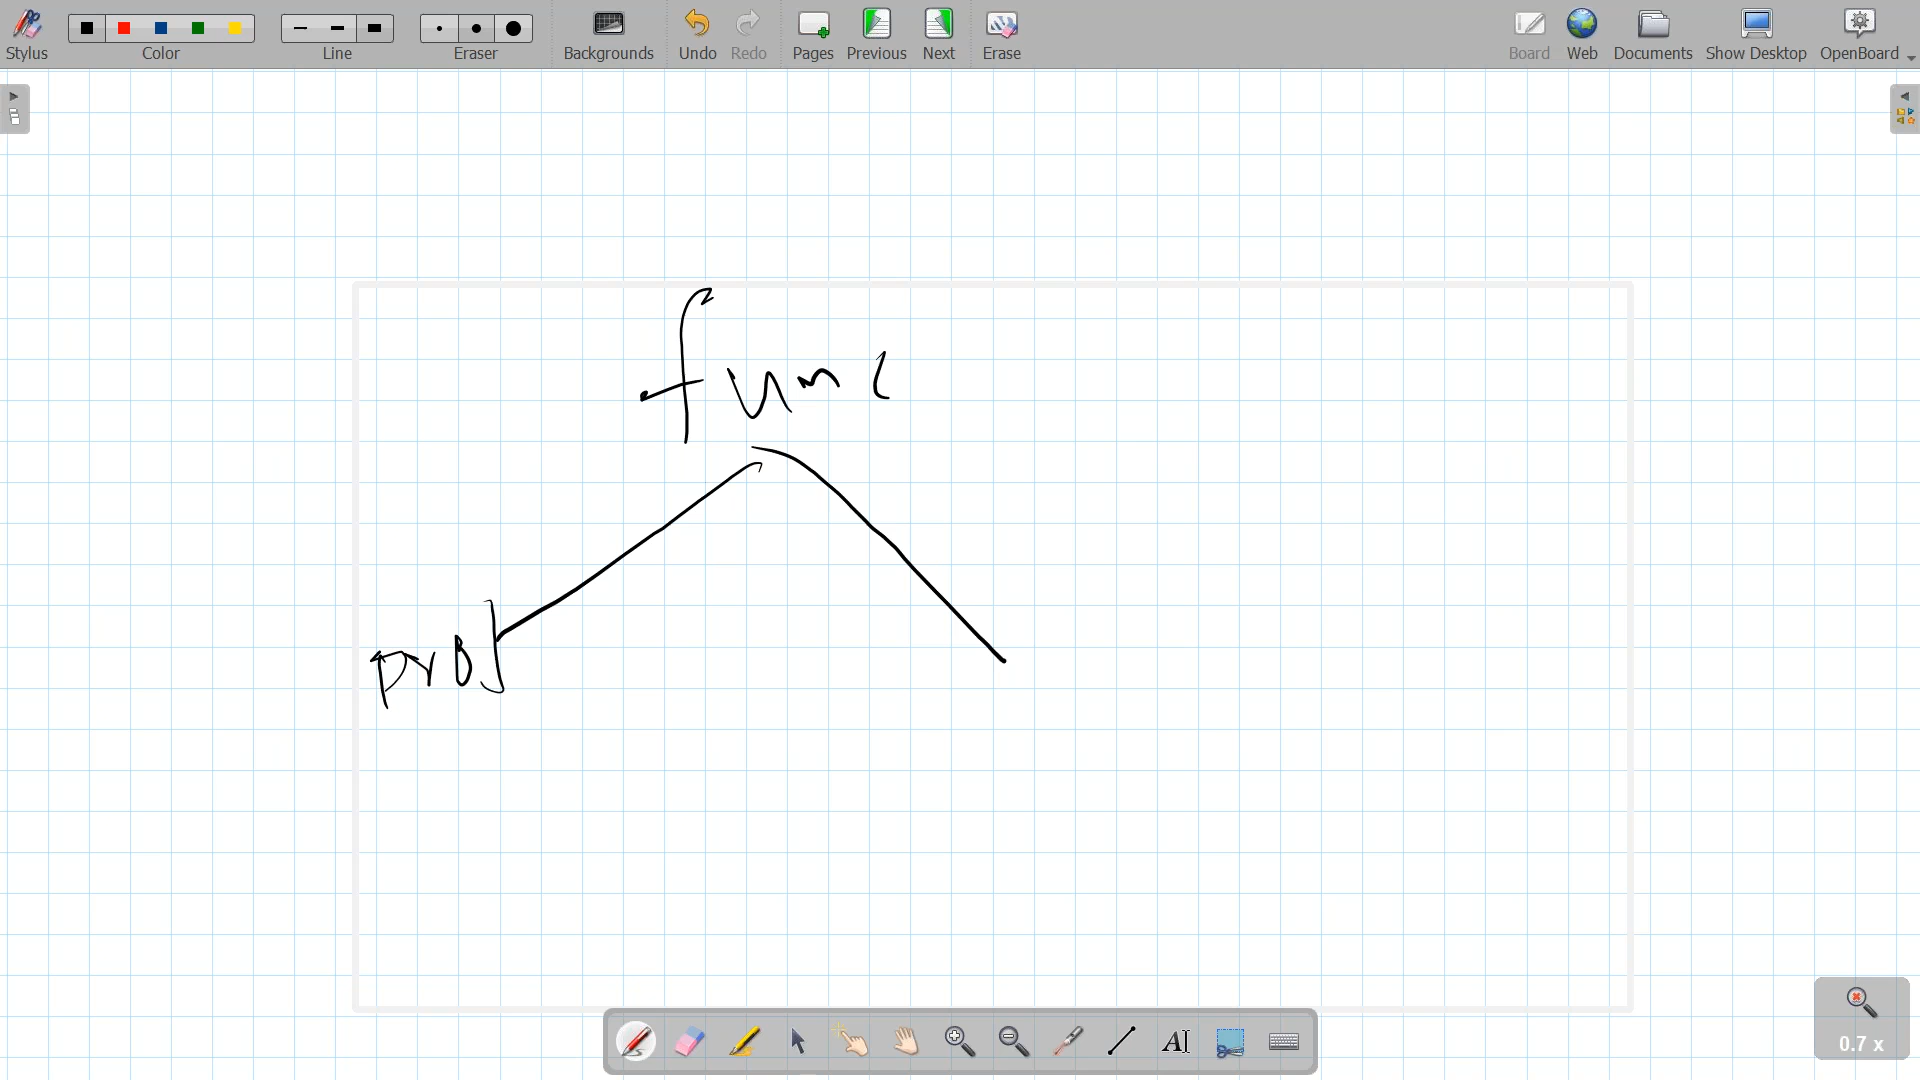 Stylus Color Line Eraser Backgrounds Undo Redo Pages Previous Next Erase Board Web Documents Show Desktop OpenBoard
func
AI
0.7 x